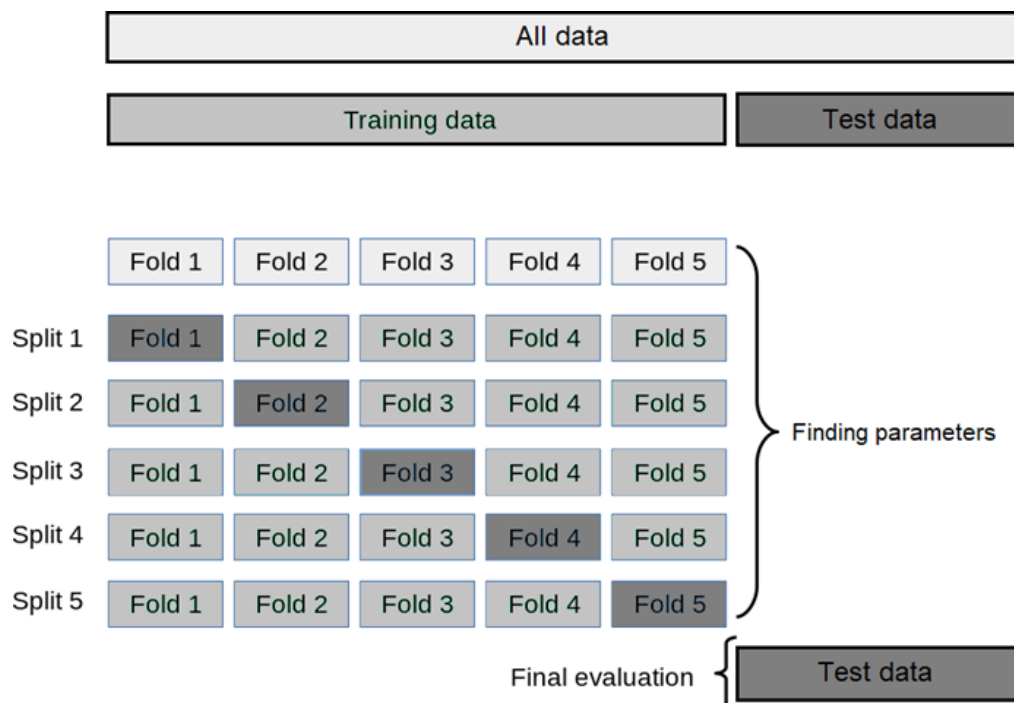 All data
Training data Test data
Fold 1 Fold 2 Fold 3 Fold 4 Fold 5
Split 1 Fold 1 Fold 2 Fold 3 Fold 4 Fold 5
Split 2 Fold 1 Fold 2 Fold 3 Fold 4 Fold 5
Finding parameters
Split 3 Fold 1 Fold 2 Fold 3 Fold 4 Fold 5
Split 4 Fold 1 Fold 2 Fold 3 Fold 4 Fold 5
Split 5 Fold 1 Fold 2 Fold 3 Fold 4 Fold 5
Final evaluation Test data